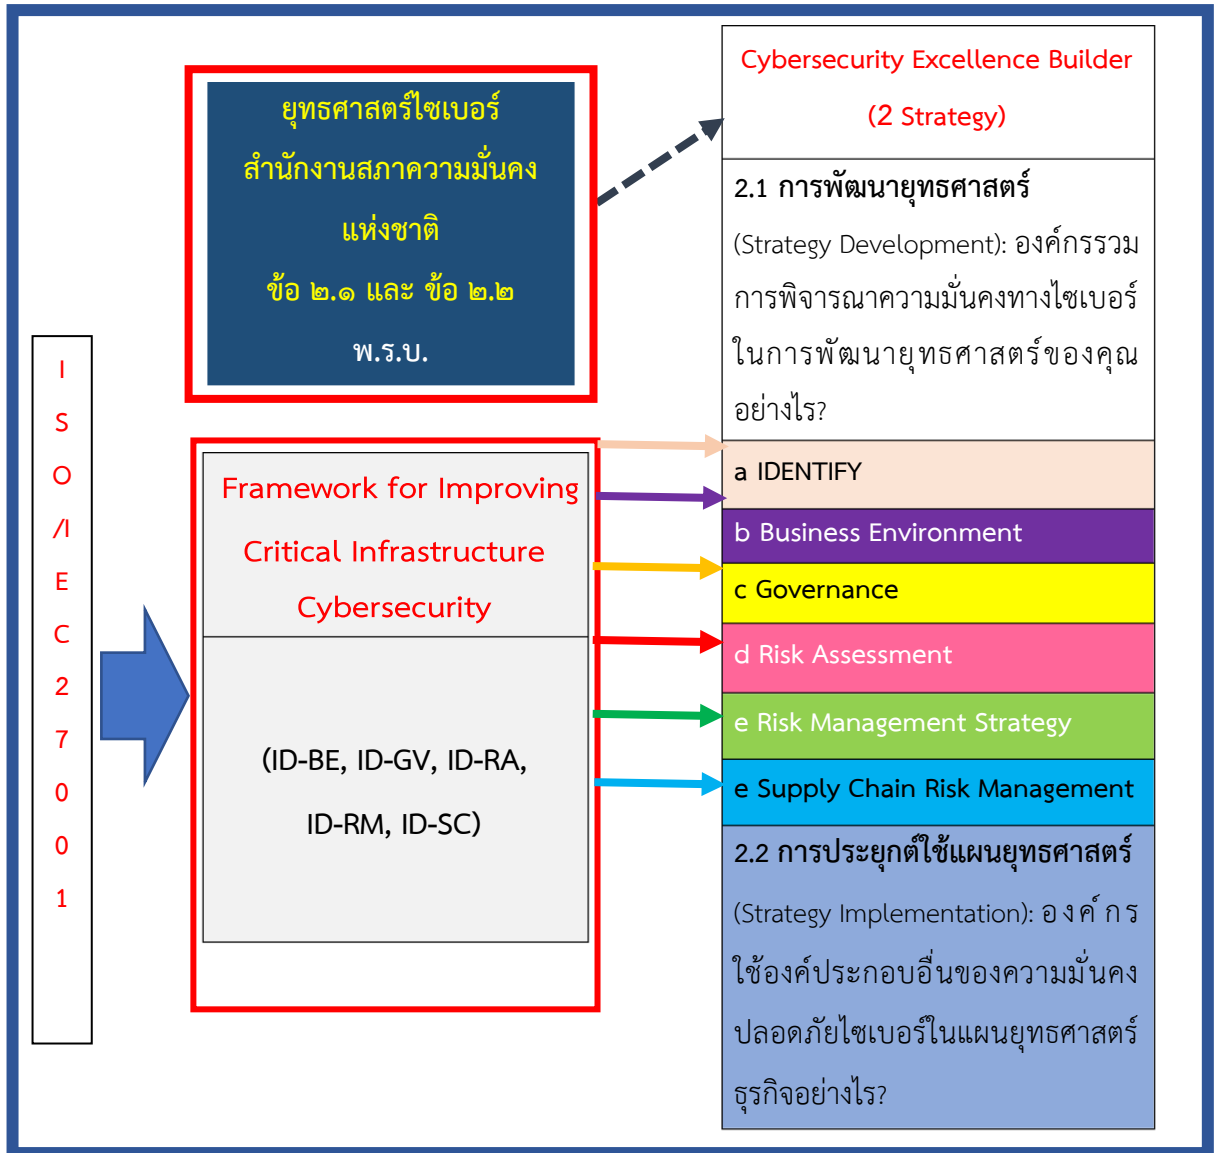 ยุทธศาสตร์ไซเบอร์
สำนักงานสภาความมั่นคง
แห่งชาติ
ข้อ ๒.๑ และ ข้อ ๒.๒
พ.ร.บ.
I
S
O
/I
E
C
2
7
0
0
1
Framework for Improving
Critical Infrastructure
Cybersecurity
(ID-BE, ID-GV, ID-RA,
ID-RM, ID-SC)
Cybersecurity Excellence Builder
(2 Strategy)
2.1 การพัฒนายุทธศาสตร์
(Strategy Development): องค์กรรวม
การพิจารณาความมั่นคงทางไซเบอร์
ในการพัฒนายุทธศาสตร์ของคุณ
อย่างไร?
a IDENTIFY
b Business Environment
c Governance
d Risk Assessment
e Risk Management Strategy
e Supply Chain Risk Management
2.2 การประยุกต์ใช้แผนยุทธศาสตร์
(Strategy Implementation): องค์กร
ใช้องค์ประกอบอื่นของความมั่นคง
ปลอดภัยไซเบอร์ในแผนยุทธศาสตร์
ธุรกิจอย่างไร?